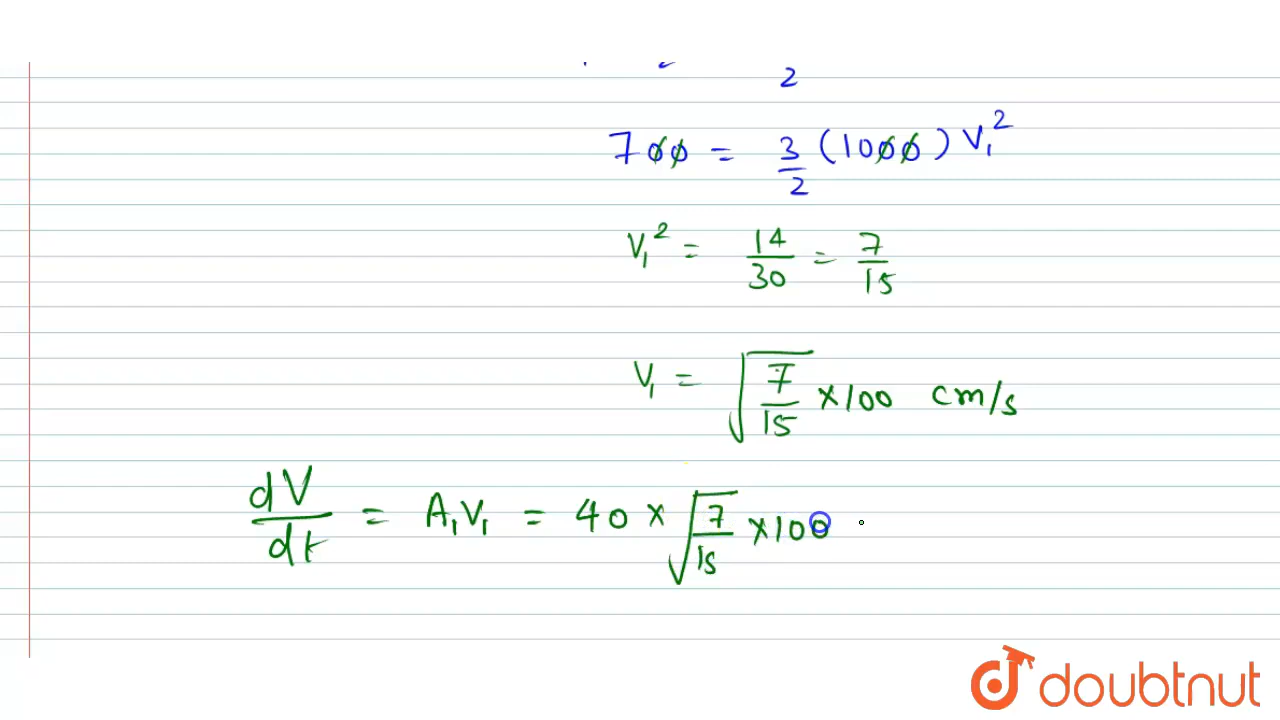 2
700 = 3/2 (1000) V₁²
V₁² = 14/30 = 7/15
V₁ = √(7/15) × 100 cm/s
dV/dt = A₁V₁ = 40 × √(7/15) × 100
doubtnut